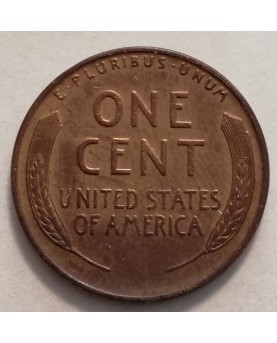 E · PLURIBUS · UNUM
ONE
CENT
UNITED STATES
OF AMERICA